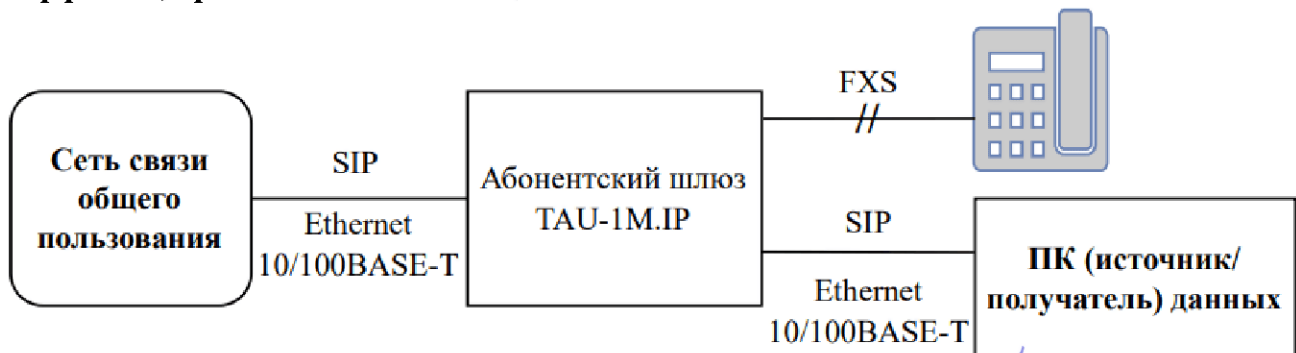 FXS
Сеть связи
общего
пользования
SIP
Ethernet
10/100BASE-T
Абонентский шлюз
TAU-1M.IP
SIP
Ethernet
10/100BASE-T
ПК (источник/
получатель) данных